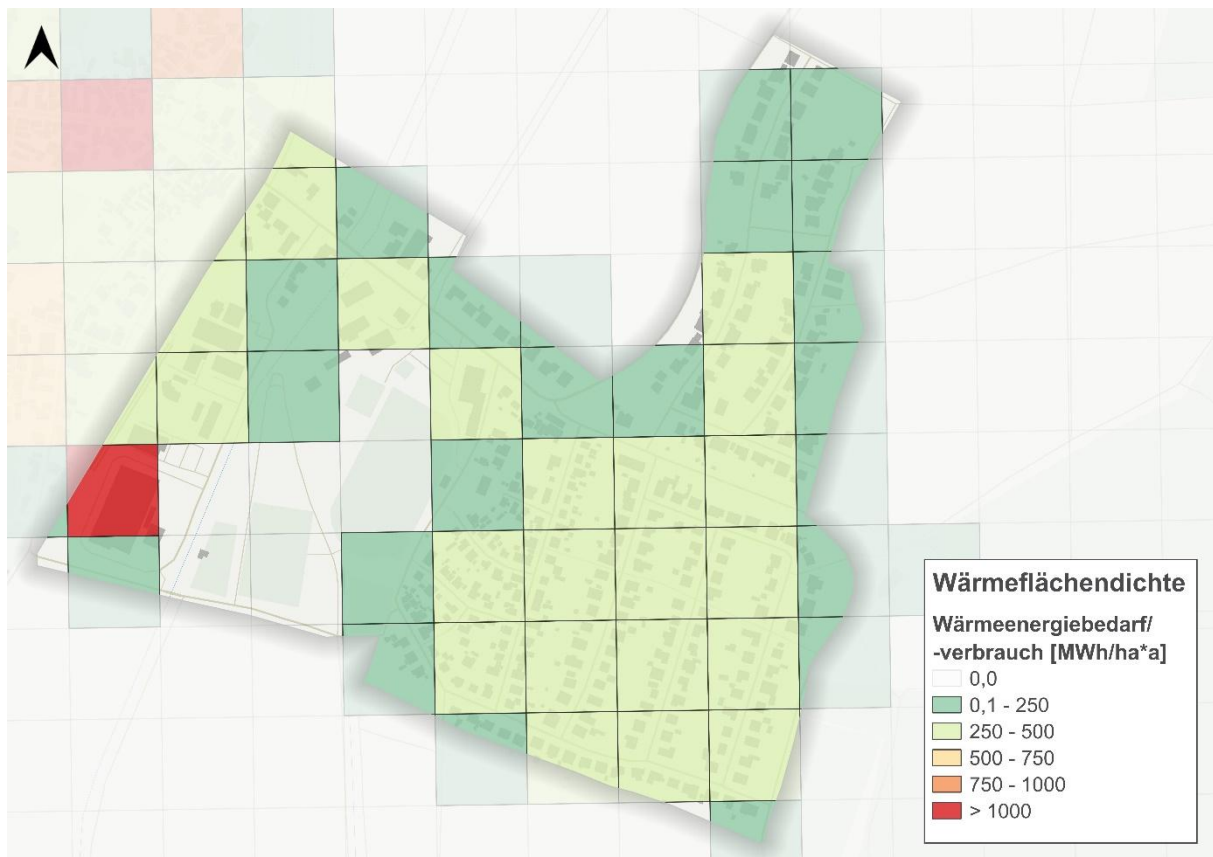 Wärmeflächendichte
Wärmeenergiebedarf/
-verbrauch [MWh/ha*a]
0,0
0,1 - 250
250 - 500
500 - 750
750 - 1000
> 1000